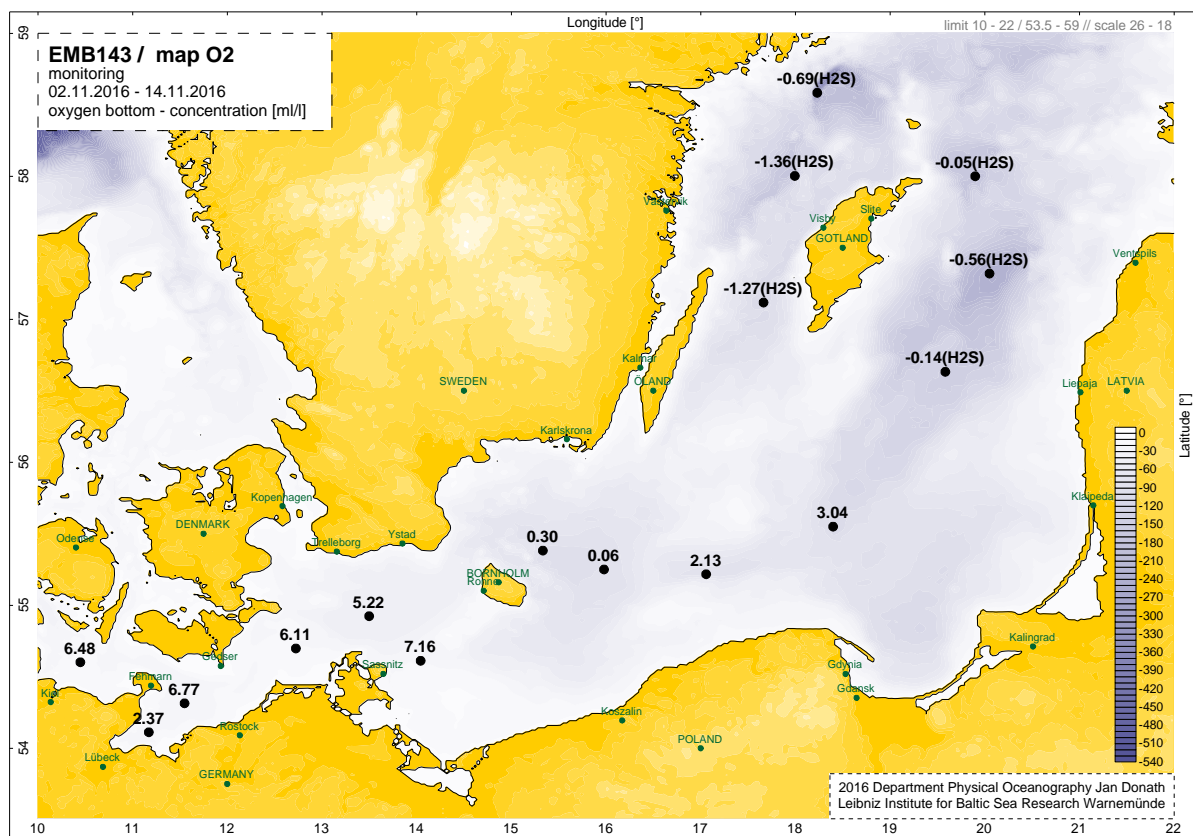 Longitude [°]
limit 10 - 22 / 53.5 - 59 // scale 26 - 18
EMB143 / map O2
monitoring
02.11.2016 - 14.11.2016
oxygen bottom - concentration [ml/l]
59
58
57
56
55
54
-0.69(H2S)
-1.36(H2S)
-0.05(H2S)
Västervik
Slite
Visby
GOTLAND
-0.56(H2S)
Ventspils
-1.27(H2S)
-0.14(H2S)
Kalmar
SWEDEN
ÖLAND
Liepaja
LATVIA
Latitude [°]
Karlskrona
Kopenhagen
Klaipeda
DENMARK
3.04
Odense
Trelleborg
Ystad
0.30
0.06
2.13
BORNHOLM
Rønne
5.22
6.11
7.16
6.48
Gedser
Sassnitz
Kalingrad
Fehmarn
6.77
Kiel
Gdynia
Gdansk
2.37
Rostock
Koszalin
POLAND
Lübeck
GERMANY
0
-30
-60
-90
-120
-150
-180
-210
-240
-270
-300
-330
-360
-390
-420
-450
-480
-510
-540
2016 Department Physical Oceanography Jan Donath
Leibniz Institute for Baltic Sea Research Warnemünde
10 11 12 13 14 15 16 17 18 19 20 21 22